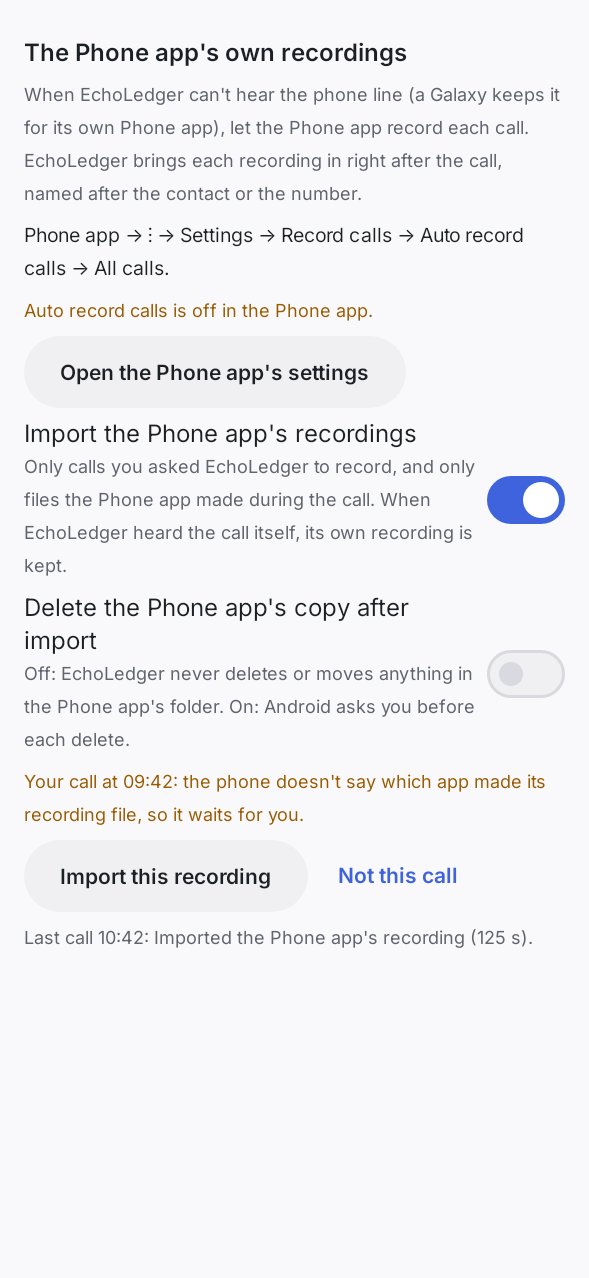 The Phone app's own recordings
When EchoLedger can't hear the phone line (a Galaxy keeps it
for its own Phone app), let the Phone app record each call.
EchoLedger brings each recording in right after the call,
named after the contact or the number.
Phone app → ⋮ → Settings → Record calls → Auto record
calls → All calls.
Auto record calls is off in the Phone app.
Open the Phone app's settings
Import the Phone app's recordings
Only calls you asked EchoLedger to record, and only
files the Phone app made during the call. When
EchoLedger heard the call itself, its own recording is
kept.
Delete the Phone app's copy after
import
Off: EchoLedger never deletes or moves anything in
the Phone app's folder. On: Android asks you before
each delete.
Your call at 09:42: the phone doesn't say which app made its
recording file, so it waits for you.
Import this recording
Not this call
Last call 10:42: Imported the Phone app's recording (125 s).